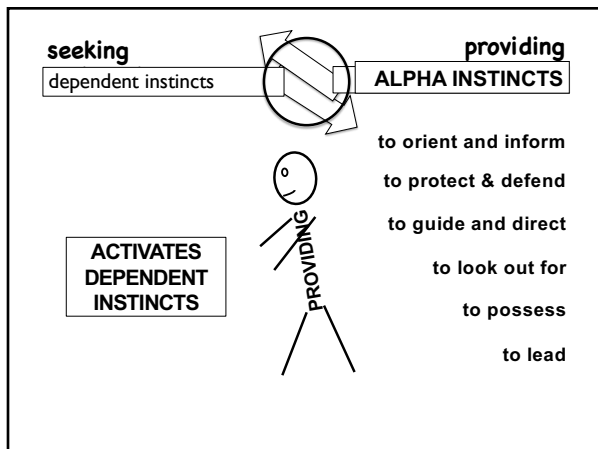 seeking
providing
dependent instincts
ALPHA INSTINCTS
to orient and inform
to protect & defend
to guide and direct
to look out for
to possess
to lead
PROVIDING
ACTIVATES
DEPENDENT
INSTINCTS